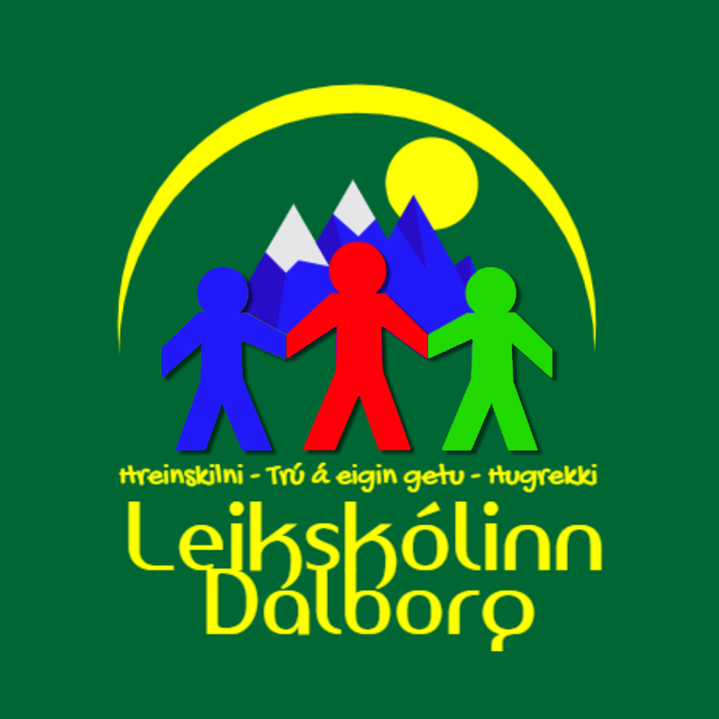 Hreinskilni - Trú á eigin getu - Hugrekki
Leikskólinn
Dalborg